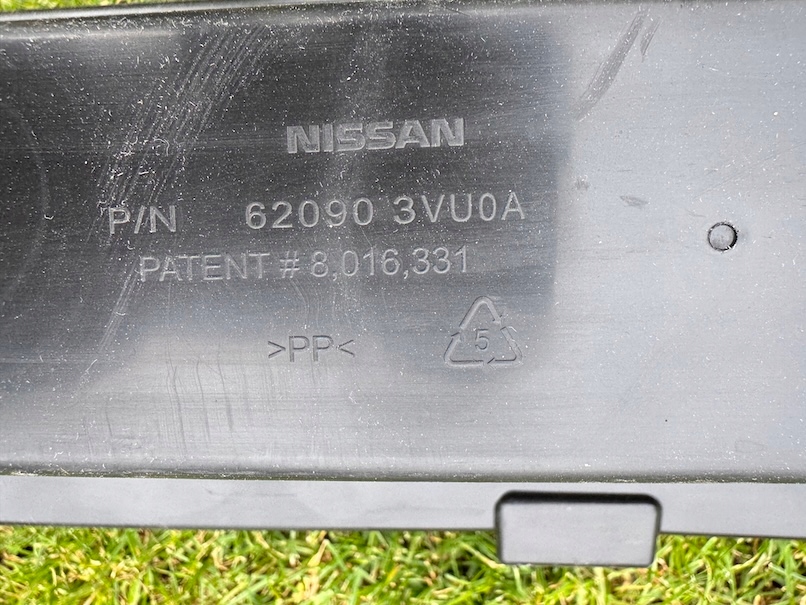 NISSAN
P/N 62090 3VU0A
PATENT # 8,016,331
>PP<
5